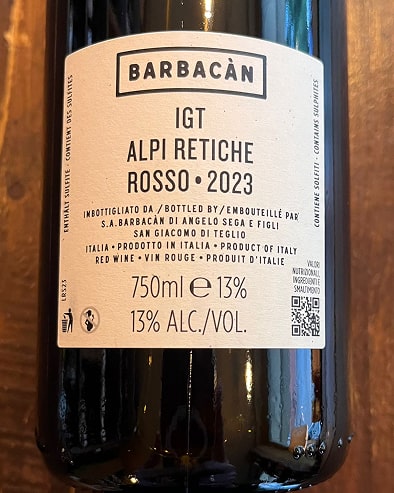 BARBACÀN
IGT
ALPI RETICHE
ROSSO • 2023
IMBOTTIGLIATO DA / BOTTLED BY / EMBOUTEILLÉ PAR
S.A. BARBACÀN DI ANGELO SEGA E FIGLI
SAN GIACOMO DI TEGLIO
ITALIA • PRODOTTO IN ITALIA • PRODUCT OF ITALY
RED WINE • VIN ROUGE • PRODUIT D'ITALIE
750ml e 13%
13% ALC./VOL.
ENTHÄLT SULFITE · CONTIENT DES SULFITES
CONTIENE SOLFITI · CONTAINS SULPHITES
LRS23
VALORI
NUTRIZIONALI,
INGREDIENTI E
SMALTIMENTO